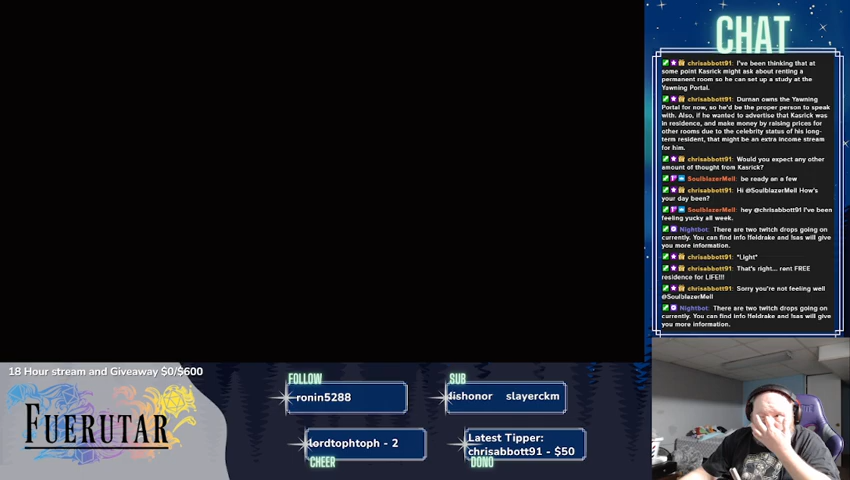 CHAT
chrisabbott91: I've been thinking that at
some point Kasrick might ask about renting a
permanent room so he can set up a study at the
Yawning Portal.
chrisabbott91: Durnan owns the Yawning
Portal for now, so he'd be the proper person to speak
with. Also, if he wanted to advertise that Kasrick was
in residence, and make money by raising prices for
other rooms due to the celebrity status of his long-
term resident, that might be an extra income stream
for him.
chrisabbott91: Would you expect any other
amount of thought from Kasrick?
SoulblazerMell: be ready an a few
chrisabbott91: Hi @SoulblazerMell How's
your day been?
SoulblazerMell: hey @chrisabbott91 I've been
feeling yucky all week.
Nightbot: There are two twitch drops going on
currently. You can find info !feldrake and !sas will give
you more information.
chrisabbott91: *Light*
chrisabbott91: That's right... rent FREE
residence for LIFE!!!
chrisabbott91: Sorry you're not feeling well
@SoulblazerMell
Nightbot: There are two twitch drops going on
currently. You can find info !feldrake and !sas will give
you more information.
18 Hour stream and Giveaway $0/$600
FUERUTAR
FOLLOW
ronin5288
SUB
dishonor slayerckm
lordtophtoph - 2
CHEER
Latest Tipper:
chrisabbott91 - $50
DONO